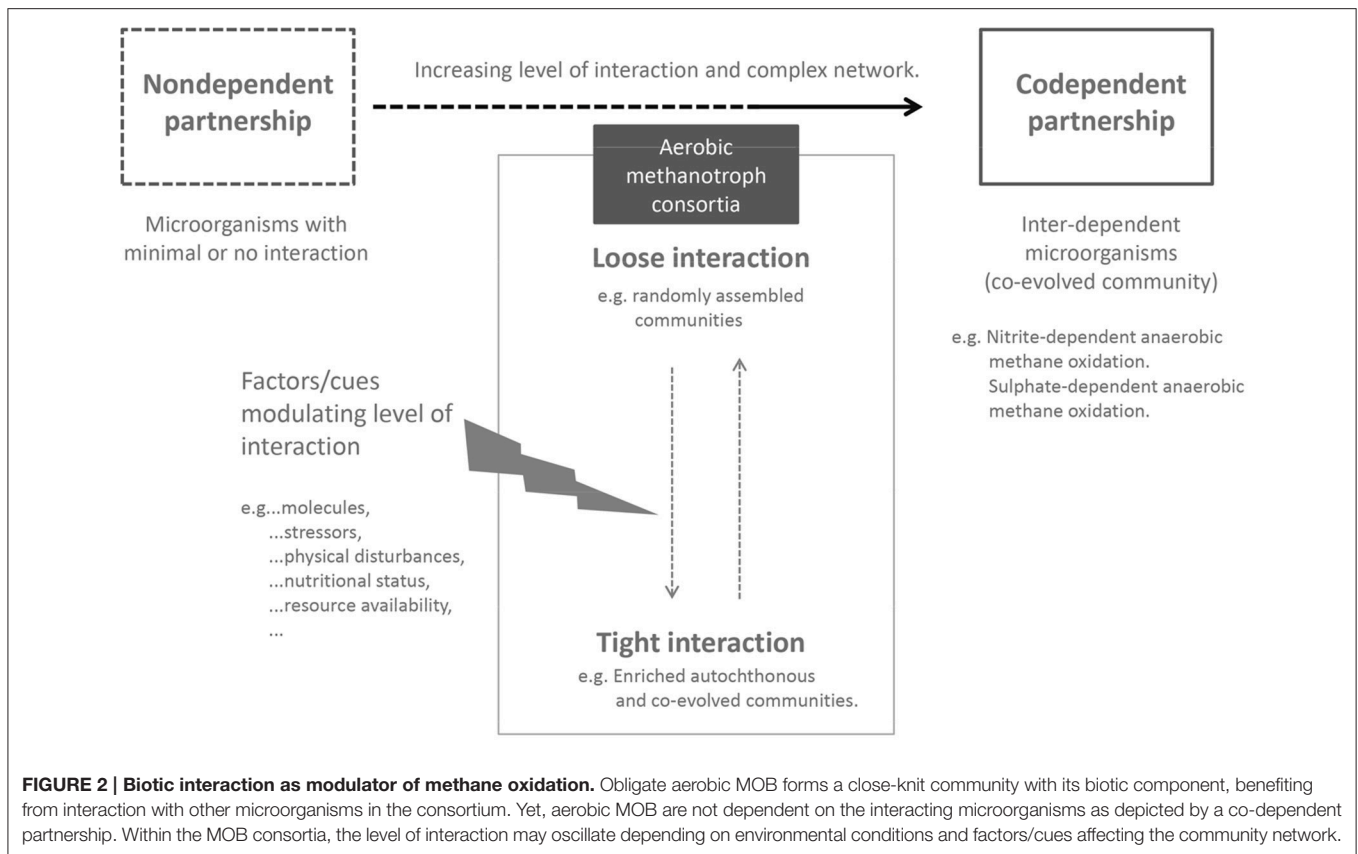 Nondependent
partnership
Increasing level of interaction and complex network.
Codependent
partnership
Microorganisms with
minimal or no interaction
Aerobic
methanotroph
consortia
Inter-dependent
microorganisms
(co-evolved community)
Loose interaction
e.g. randomly assembled
communities
e.g. Nitrite-dependent anaerobic
methane oxidation.
Sulphate-dependent anaerobic
methane oxidation.
Factors/cues
modulating level of
interaction
e.g...molecules,
...stressors,
...physical disturbances,
...nutritional status,
...resource availability,
...
Tight interaction
e.g. Enriched autochthonous
and co-evolved communities.
FIGURE 2 | Biotic interaction as modulator of methane oxidation. Obligate aerobic MOB forms a close-knit community with its biotic component, benefiting
from interaction with other microorganisms in the consortium. Yet, aerobic MOB are not dependent on the interacting microorganisms as depicted by a co-dependent
partnership. Within the MOB consortia, the level of interaction may oscillate depending on environmental conditions and factors/cues affecting the community network.